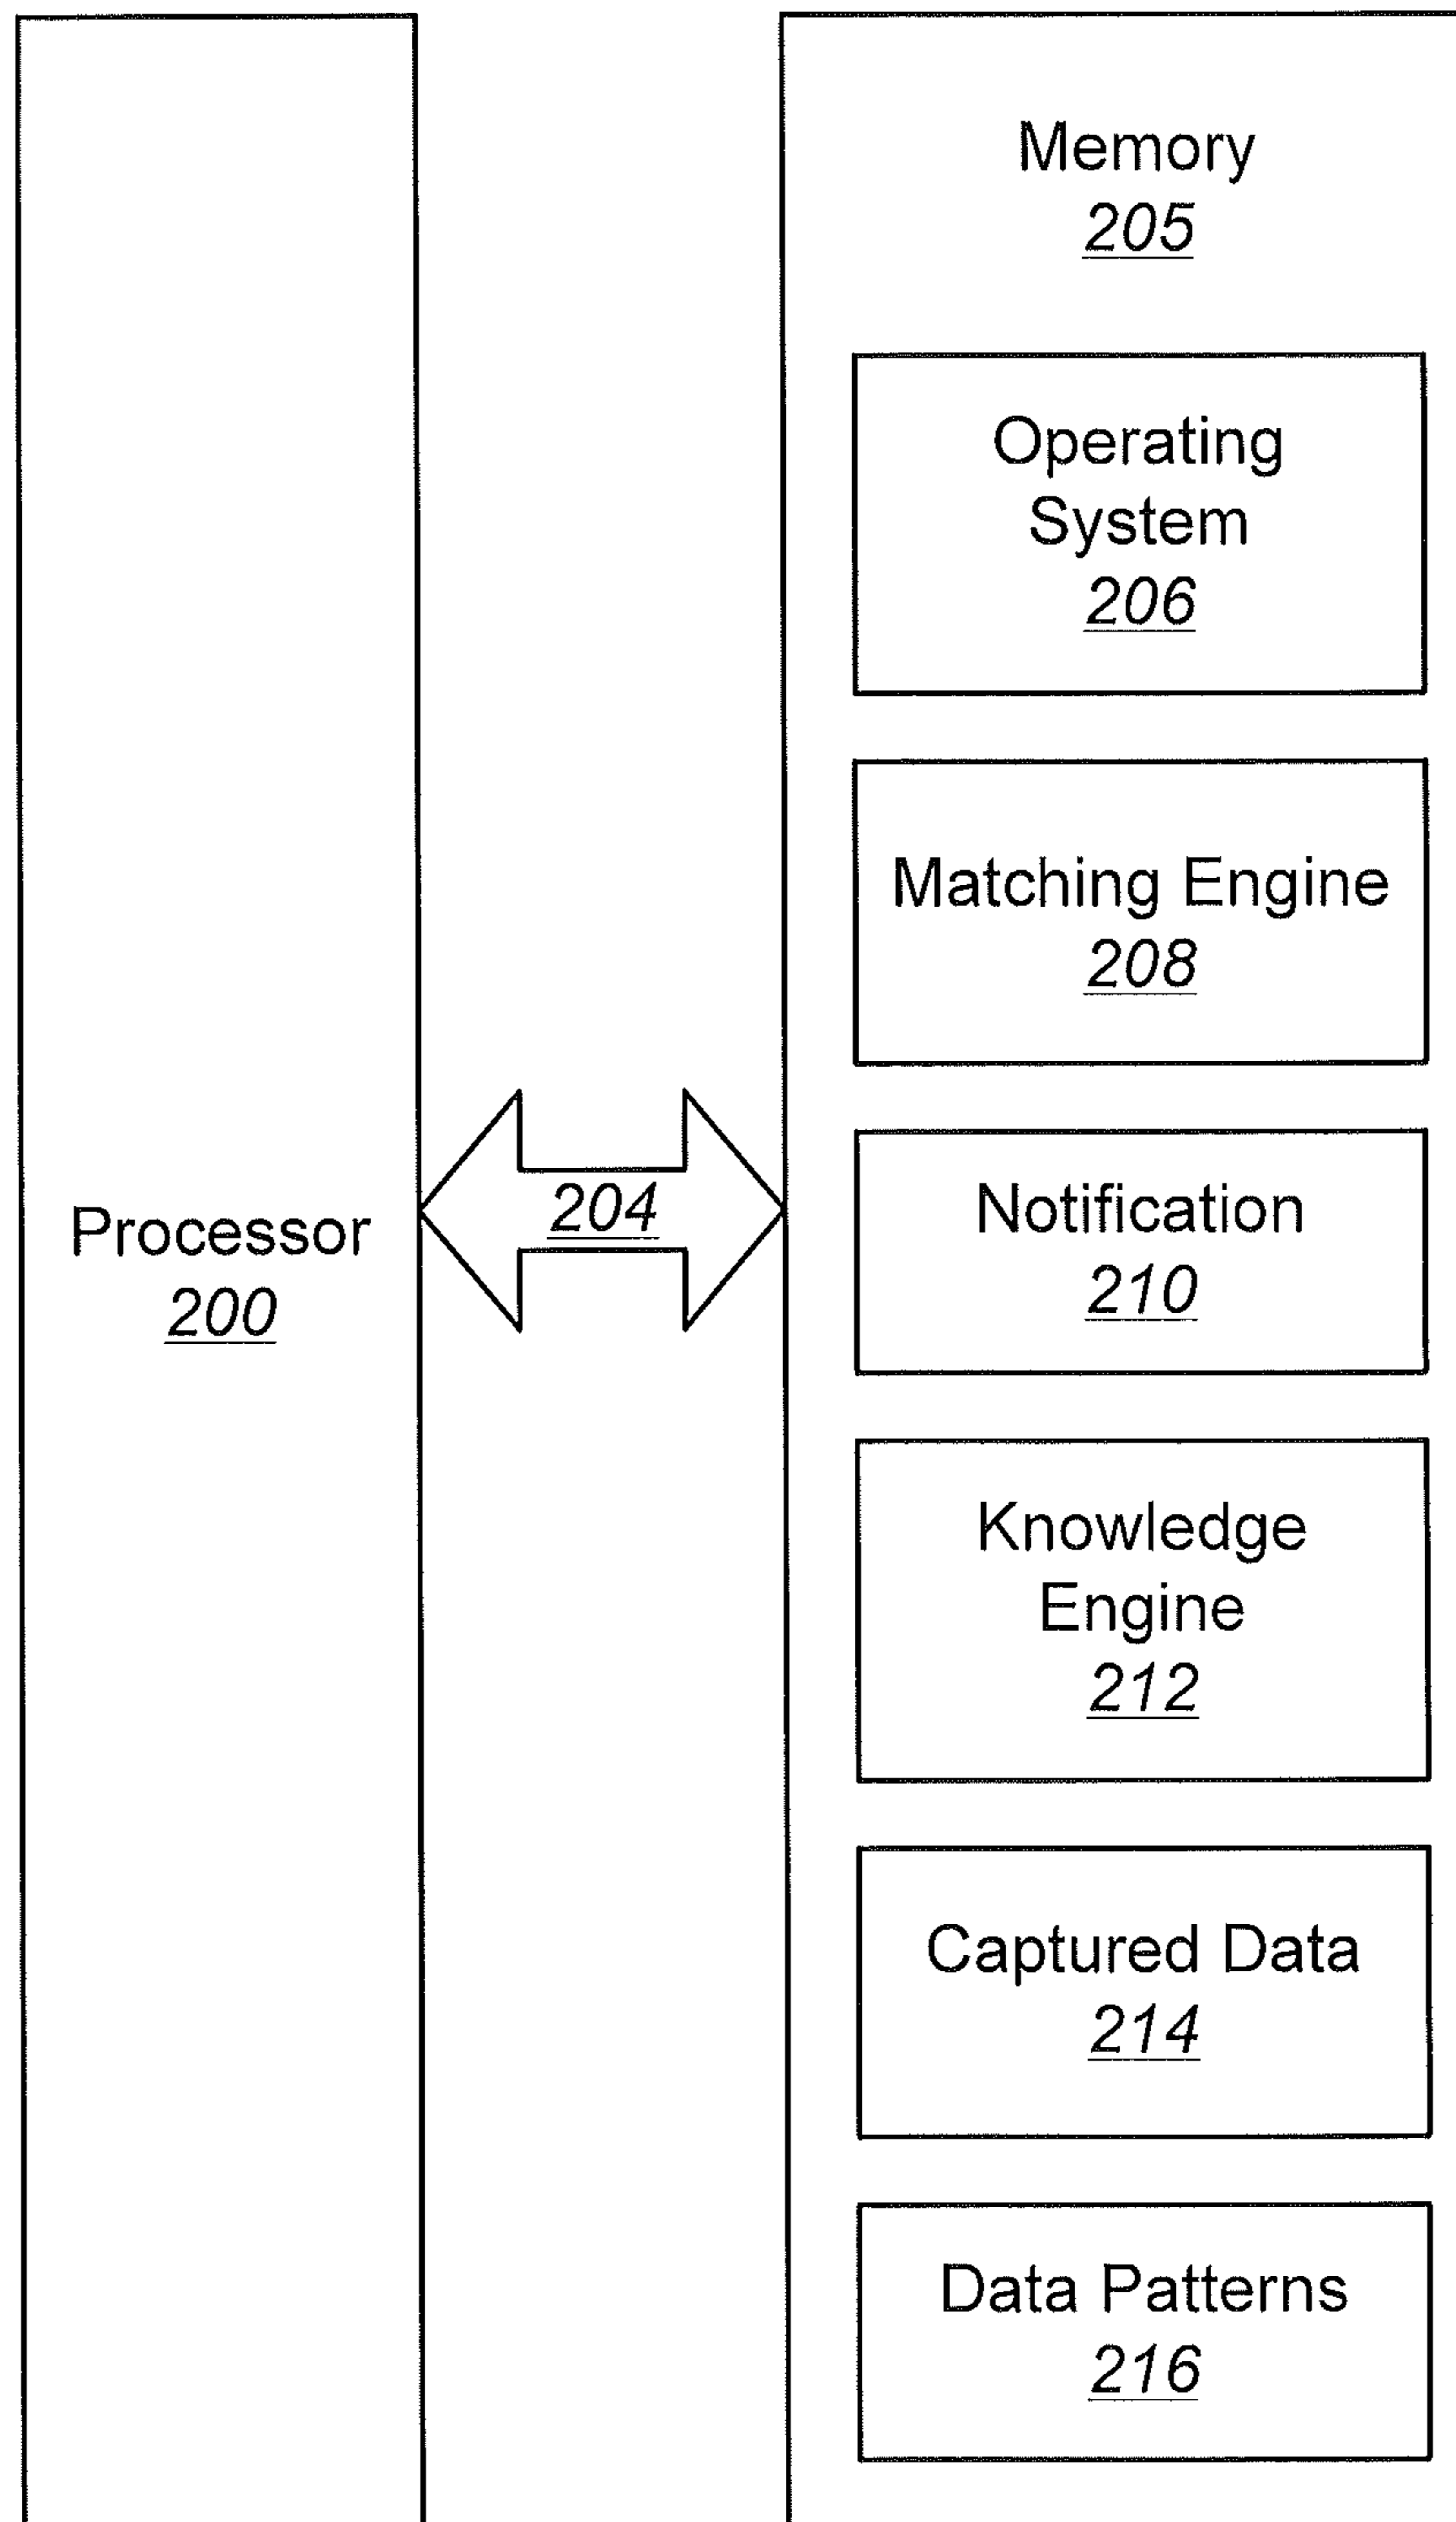 Processor
200
204
Memory
205
Operating
System
206
Matching Engine
208
Notification
210
Knowledge
Engine
212
Captured Data
214
Data Patterns
216